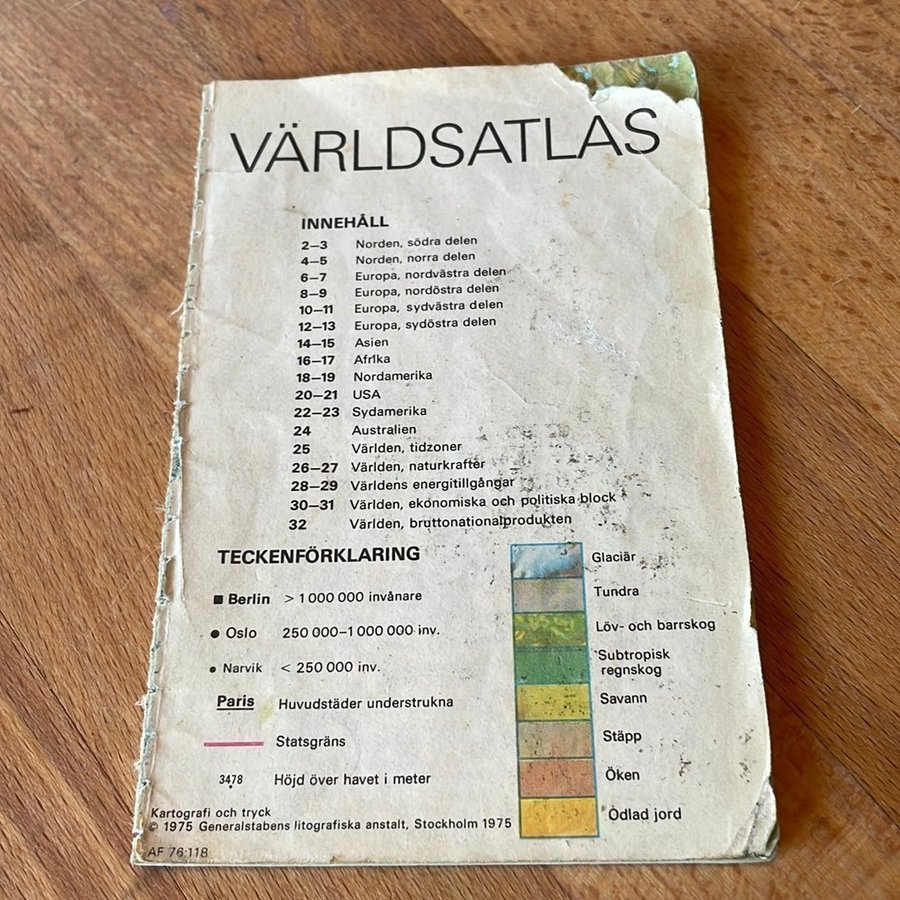 VÄRLDSATLAS
INNEHÅLL
2–3 Norden, södra delen
4–5 Norden, norra delen
6–7 Europa, nordvästra delen
8–9 Europa, nordöstra delen
10–11 Europa, sydvästra delen
12–13 Europa, sydöstra delen
14–15 Asien
16–17 Afrika
18–19 Nordamerika
20–21 USA
22–23 Sydamerika
24 Australien
25 Världen, tidzoner
26–27 Världen, naturkrafter
28–29 Världens energitillgångar
30–31 Världen, ekonomiska och politiska block
32 Världen, bruttonationalprodukten
TECKENFÖRKLARING
Berlin > 1 000 000 invånare
Oslo 250 000–1 000 000 inv.
Narvik < 250 000 inv.
Paris Huvudstäder understrukna
Statsgräns
3478 Höjd över havet i meter
Glaciär
Tundra
Löv- och barrskog
Subtropisk
regnskog
Savann
Stäpp
Öken
Odlad jord
Kartografi och tryck
© 1975 Generalstabens litografiska anstalt, Stockholm 1975
AF 76:118